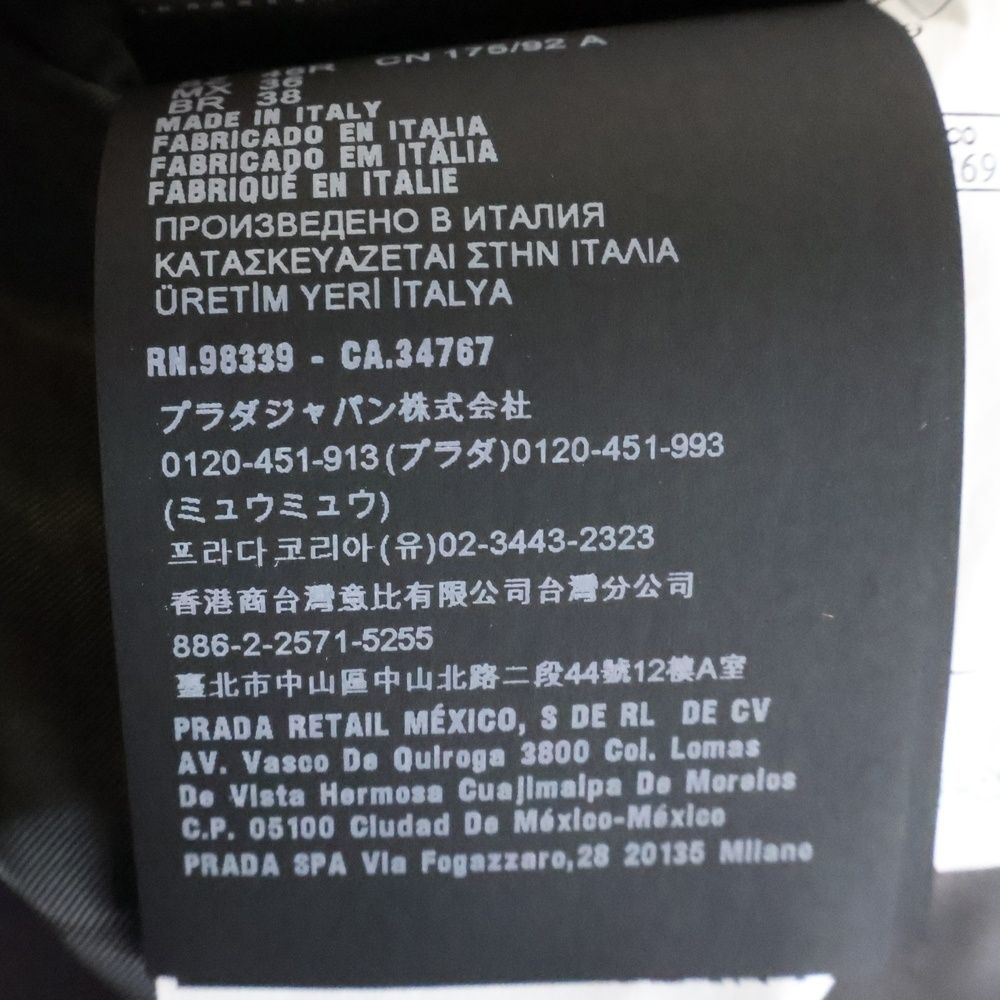 CN 175/92 A
MX 36
BR 38
MADE IN ITALY
FABRICADO EN ITALIA
FABRICADO EM ITÁLIA
FABRIQUÉ EN ITALIE
ПРОИЗВЕДЕНО В ИТАЛИЯ
ΚΑΤΑΣΚΕΥΑΖΕΤΑΙ ΣΤΗΝ ΙΤΑΛΙΑ
ÜRETİM YERİ İTALYA
RN.98339 - CA.34767
プラダジャパン株式会社
0120-451-913(プラダ)0120-451-993
(ミュウミュウ)
프라다코리아(유)02-3443-2323
香港商台灣意比有限公司台灣分公司
886-2-2571-5255
臺北市中山區中山北路二段44號12樓A室
PRADA RETAIL MÉXICO, S DE RL DE CV
AV. Vasco De Quiroga 3800 Col. Lomas
De Vista Hermosa Cuajimalpa De Morelos
C.P. 05100 Ciudad De México-México
PRADA SPA Via Fogazzaro,28 20135 Milano